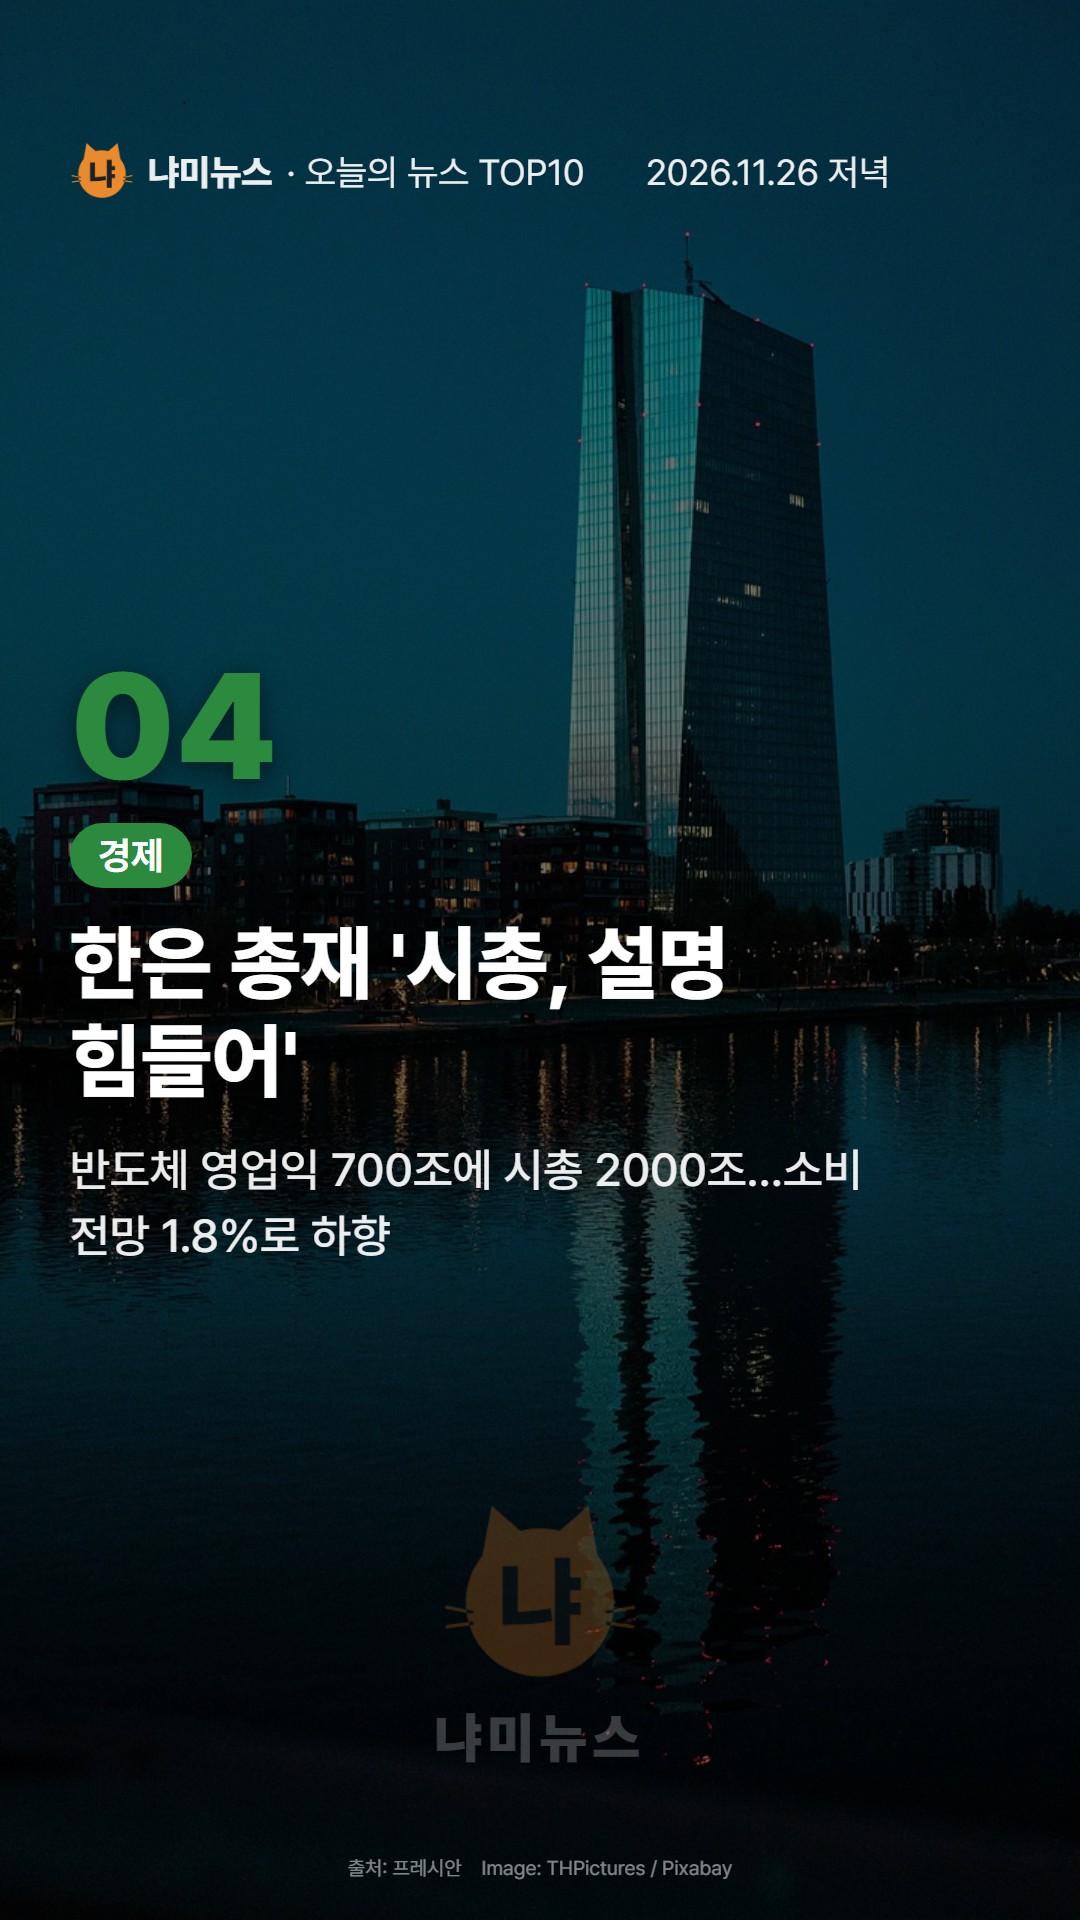 냐
냐미뉴스 · 오늘의 뉴스 TOP10 2026.11.26 저녁
04
경제
한은 총재 '시총, 설명
힘들어'
반도체 영업익 700조에 시총 2000조...소비
전망 1.8%로 하향
냐
냐미뉴스
출처: 프레시안 Image: THPictures / Pixabay